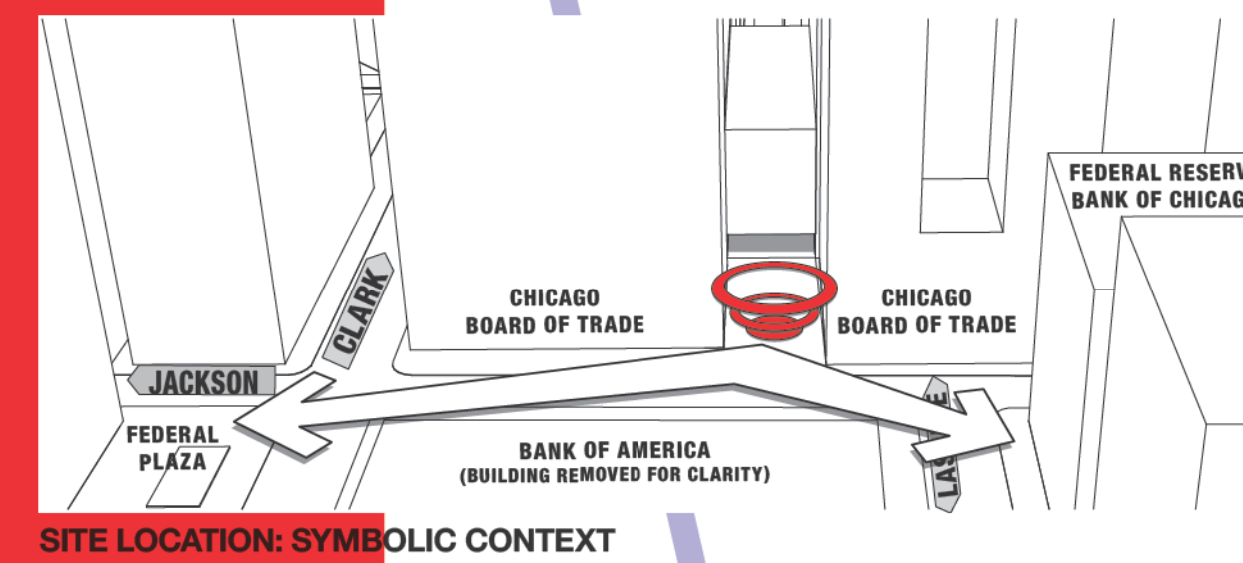 FEDERAL RESERV
BANK OF CHICAG
CLARK
CHICAGO
BOARD OF TRADE
CHICAGO
BOARD OF TRADE
JACKSON
FEDERAL
PLAZA
BANK OF AMERICA
(BUILDING REMOVED FOR CLARITY)
SITE LOCATION: SYMBOLIC CONTEXT